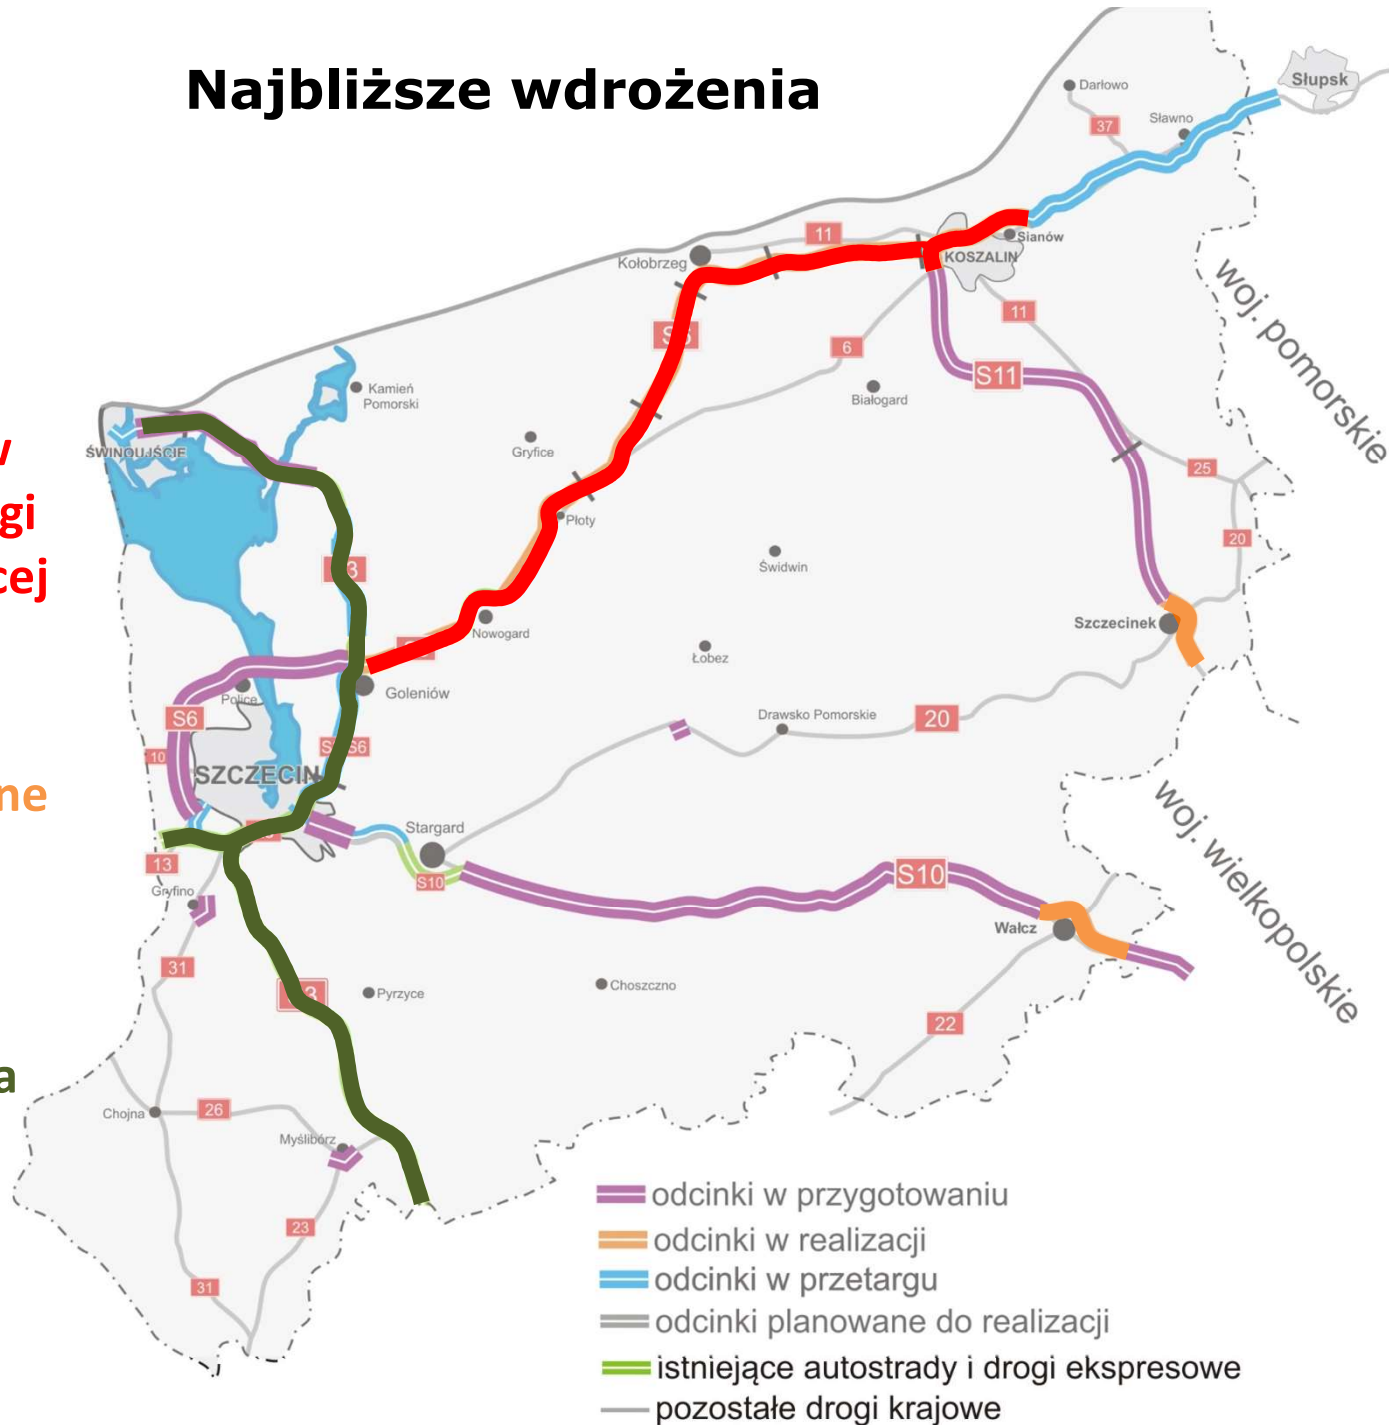 Najbliższe wdrożenia
Słupsk
Darłowo
37
Sławno
Sianów
11
KOSZALIN
Kołobrzeg
11
woj. pomorskie
6
S11
Białogard
Kamień
Pomorski
w
ŚWINOUJŚCIE
Gryfice
25
gi
Płoty
20
Świdwin
cej
Nowogard
Szczecinek
Łobez
Goleniów
Police
S6
Drawsko Pomorskie
20
S6
10
SZCZECIN
ne
woj. wielkopolskie
Stargard
13
S10
S10
Gryfino
Wałcz
31
Choszczno
Pyrzyce
22
a
Chojna
26
Myślibórz
23
31
odcinki w przygotowaniu
odcinki w realizacji
odcinki w przetargu
odcinki planowane do realizacji
istniejące autostrady i drogi ekspresowe
pozostałe drogi krajowe